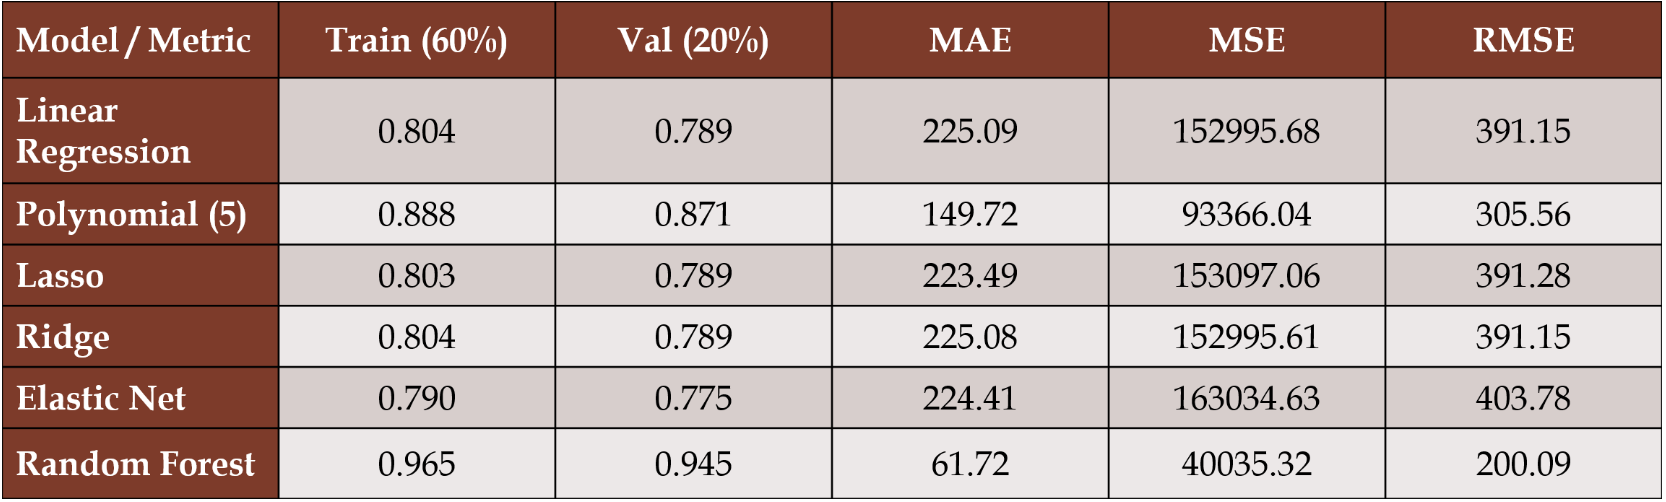 Model / Metric Train (60%) Val (20%) MAE MSE RMSE
Linear
Regression 0.804 0.789 225.09 152995.68 391.15
Polynomial (5) 0.888 0.871 149.72 93366.04 305.56
Lasso 0.803 0.789 223.49 153097.06 391.28
Ridge 0.804 0.789 225.08 152995.61 391.15
Elastic Net 0.790 0.775 224.41 163034.63 403.78
Random Forest 0.965 0.945 61.72 40035.32 200.09